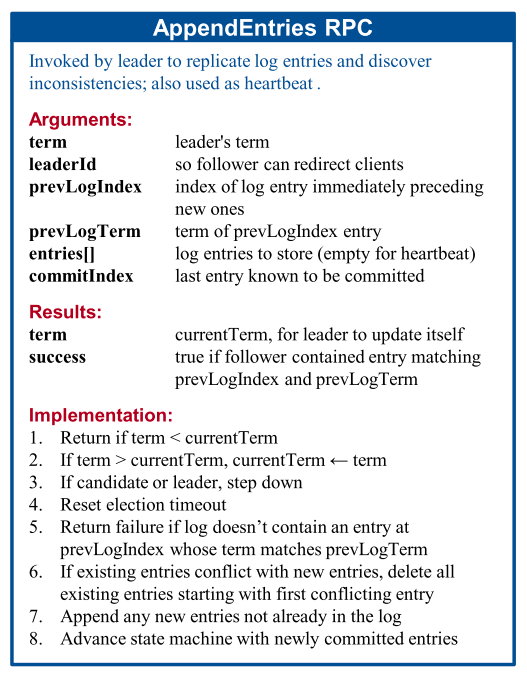 AppendEntries RPC
Invoked by leader to replicate log entries and discover
inconsistencies; also used as heartbeat .
Arguments:
term leader's term
leaderId so follower can redirect clients
prevLogIndex index of log entry immediately preceding
new ones
prevLogTerm term of prevLogIndex entry
entries[] log entries to store (empty for heartbeat)
commitIndex last entry known to be committed
Results:
term currentTerm, for leader to update itself
success true if follower contained entry matching
prevLogIndex and prevLogTerm
Implementation:
1. Return if term < currentTerm
2. If term > currentTerm, currentTerm ← term
3. If candidate or leader, step down
4. Reset election timeout
5. Return failure if log doesn’t contain an entry at
prevLogIndex whose term matches prevLogTerm
6. If existing entries conflict with new entries, delete all
existing entries starting with first conflicting entry
7. Append any new entries not already in the log
8. Advance state machine with newly committed entries